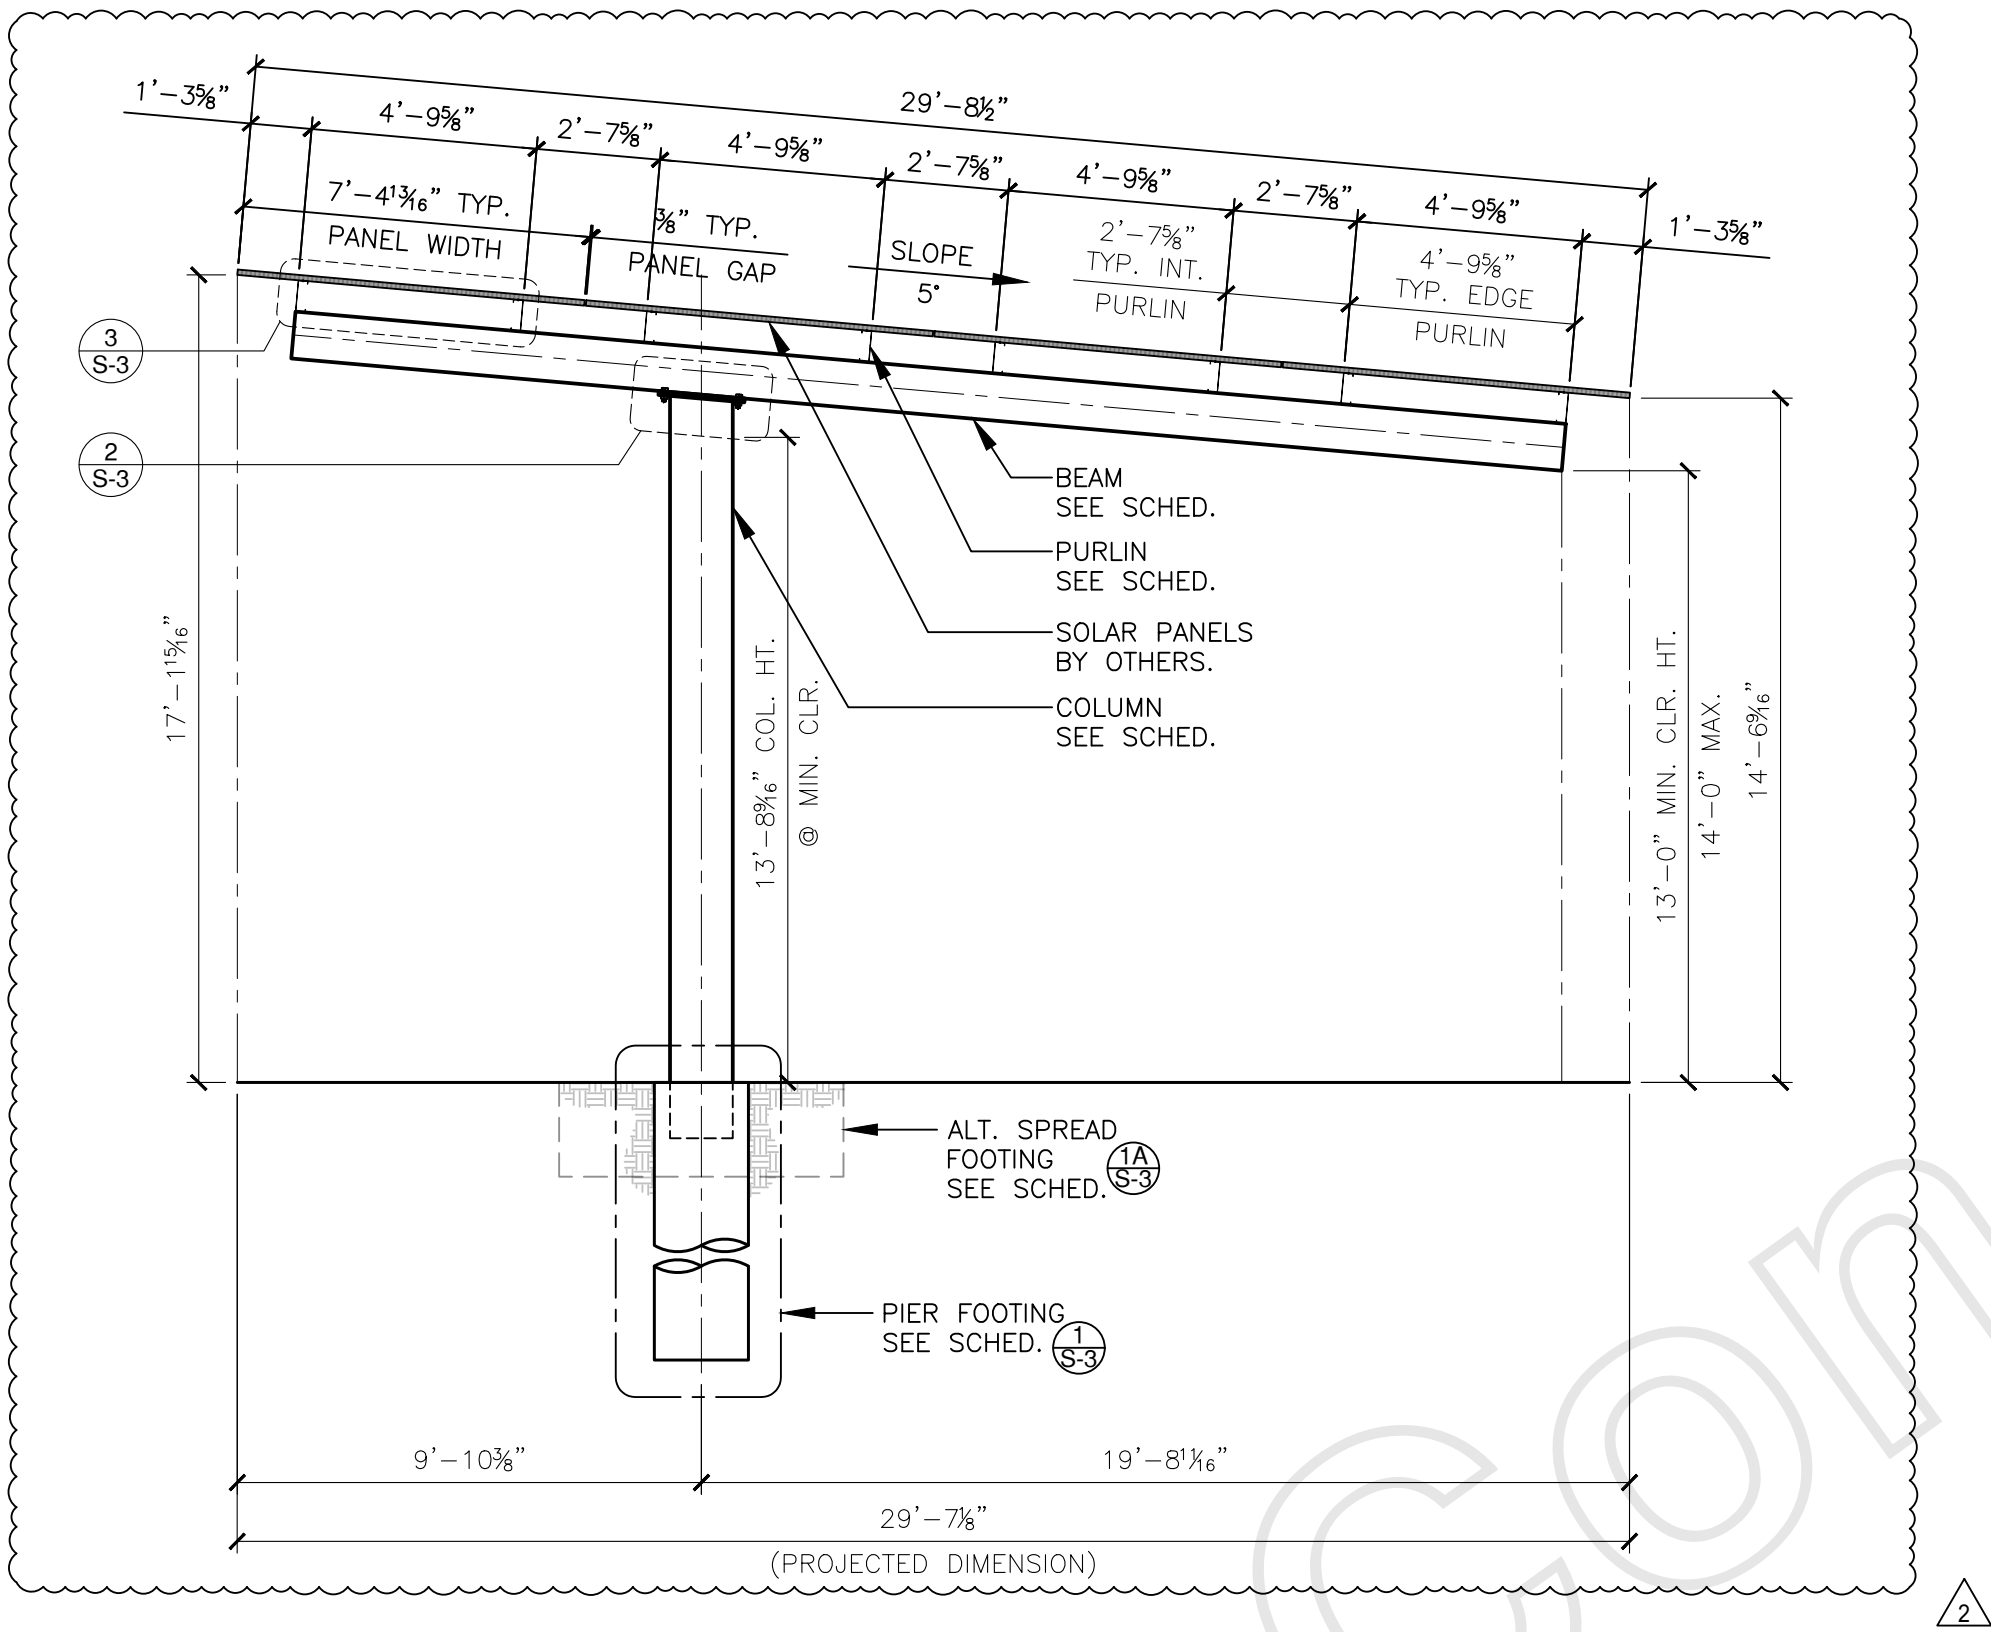 29'-8½"
1'-3⅝"
4'-9⅝"
2'-7⅝"
4'-9⅝"
2'-7⅝"
4'-9⅝"
2'-7⅝"
4'-9⅝"
1'-3⅝"
7'-4¹³⁄₁₆" TYP.
PANEL WIDTH
⅜" TYP.
PANEL GAP
SLOPE
5°
2'-7⅝"
TYP. INT.
PURLIN
4'-9⅝"
TYP. EDGE
PURLIN
3
S-3
2
S-3
BEAM
SEE SCHED.
PURLIN
SEE SCHED.
SOLAR PANELS
BY OTHERS.
COLUMN
SEE SCHED.
17'-1¹⁵⁄₁₆"
13'-8⁹⁄₁₆" COL. HT.
@ MIN. CLR.
13'-0" MIN. CLR. HT.
14'-0" MAX.
14'-6⁹⁄₁₆"
ALT. SPREAD
FOOTING
SEE SCHED.
1A
S-3
PIER FOOTING
SEE SCHED.
1
S-3
9'-10⅜"
19'-8¹¹⁄₁₆"
29'-7⅛"
(PROJECTED DIMENSION)
2